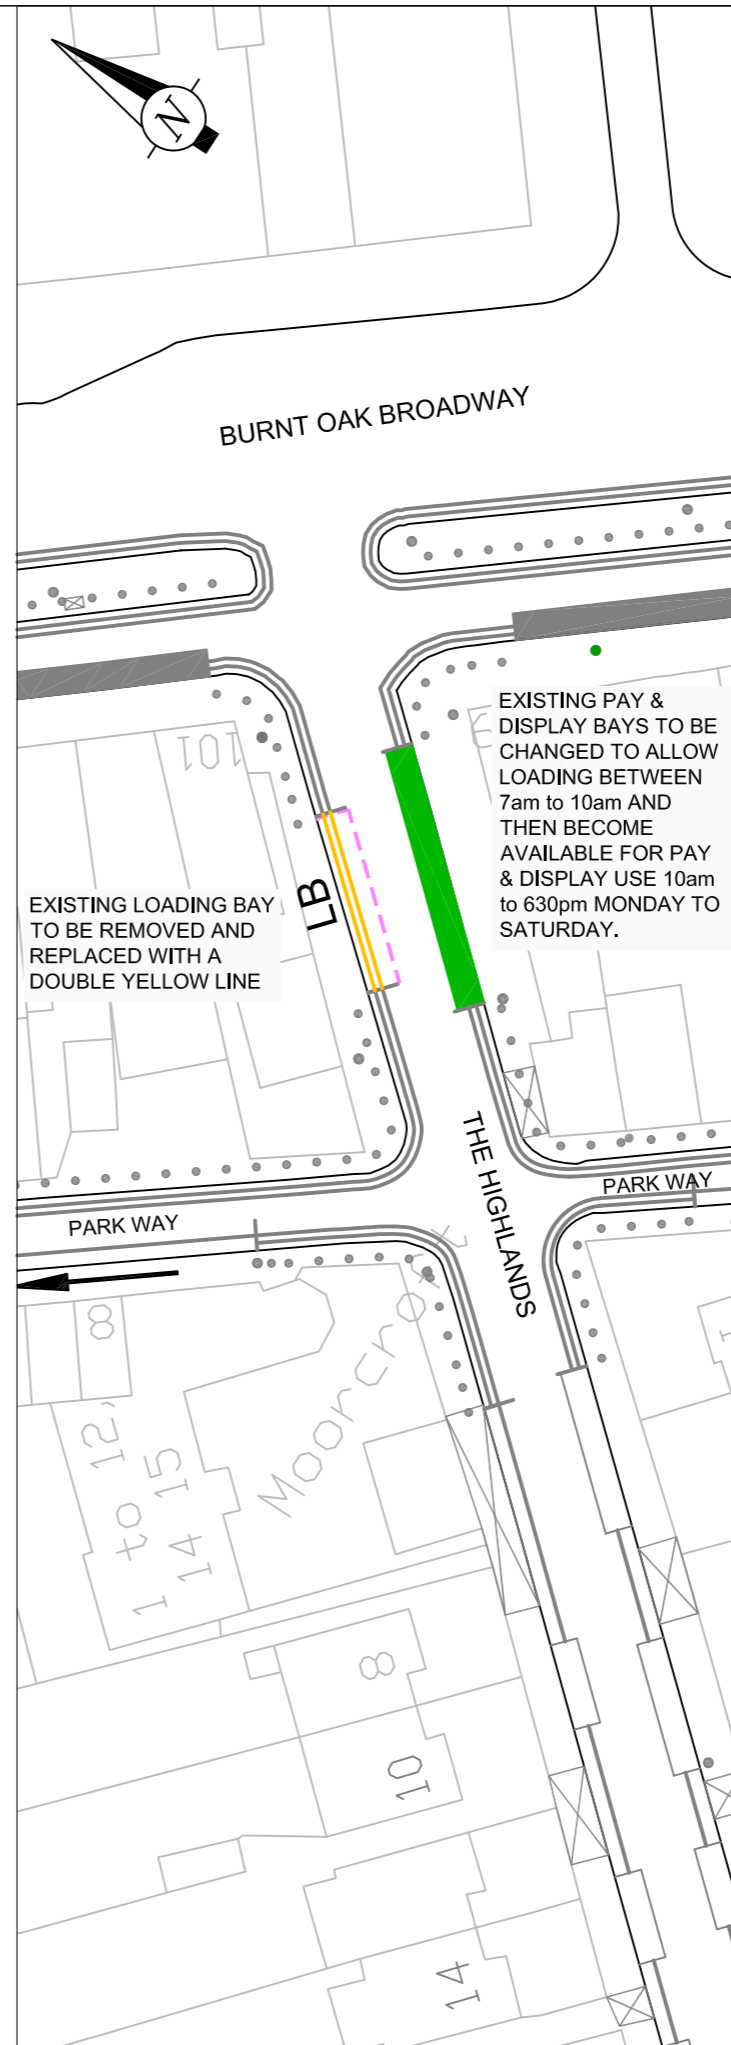 N
BURNT OAK BROADWAY
101
EXISTING PAY &
DISPLAY BAYS TO BE
CHANGED TO ALLOW
LOADING BETWEEN
7am to 10am AND
THEN BECOME
AVAILABLE FOR PAY
& DISPLAY USE 10am
to 630pm MONDAY TO
SATURDAY.
LB
EXISTING LOADING BAY
TO BE REMOVED AND
REPLACED WITH A
DOUBLE YELLOW LINE
THE HIGHLANDS
PARK WAY
PARK WAY
8
1 to 12,
14 15
8
10
14